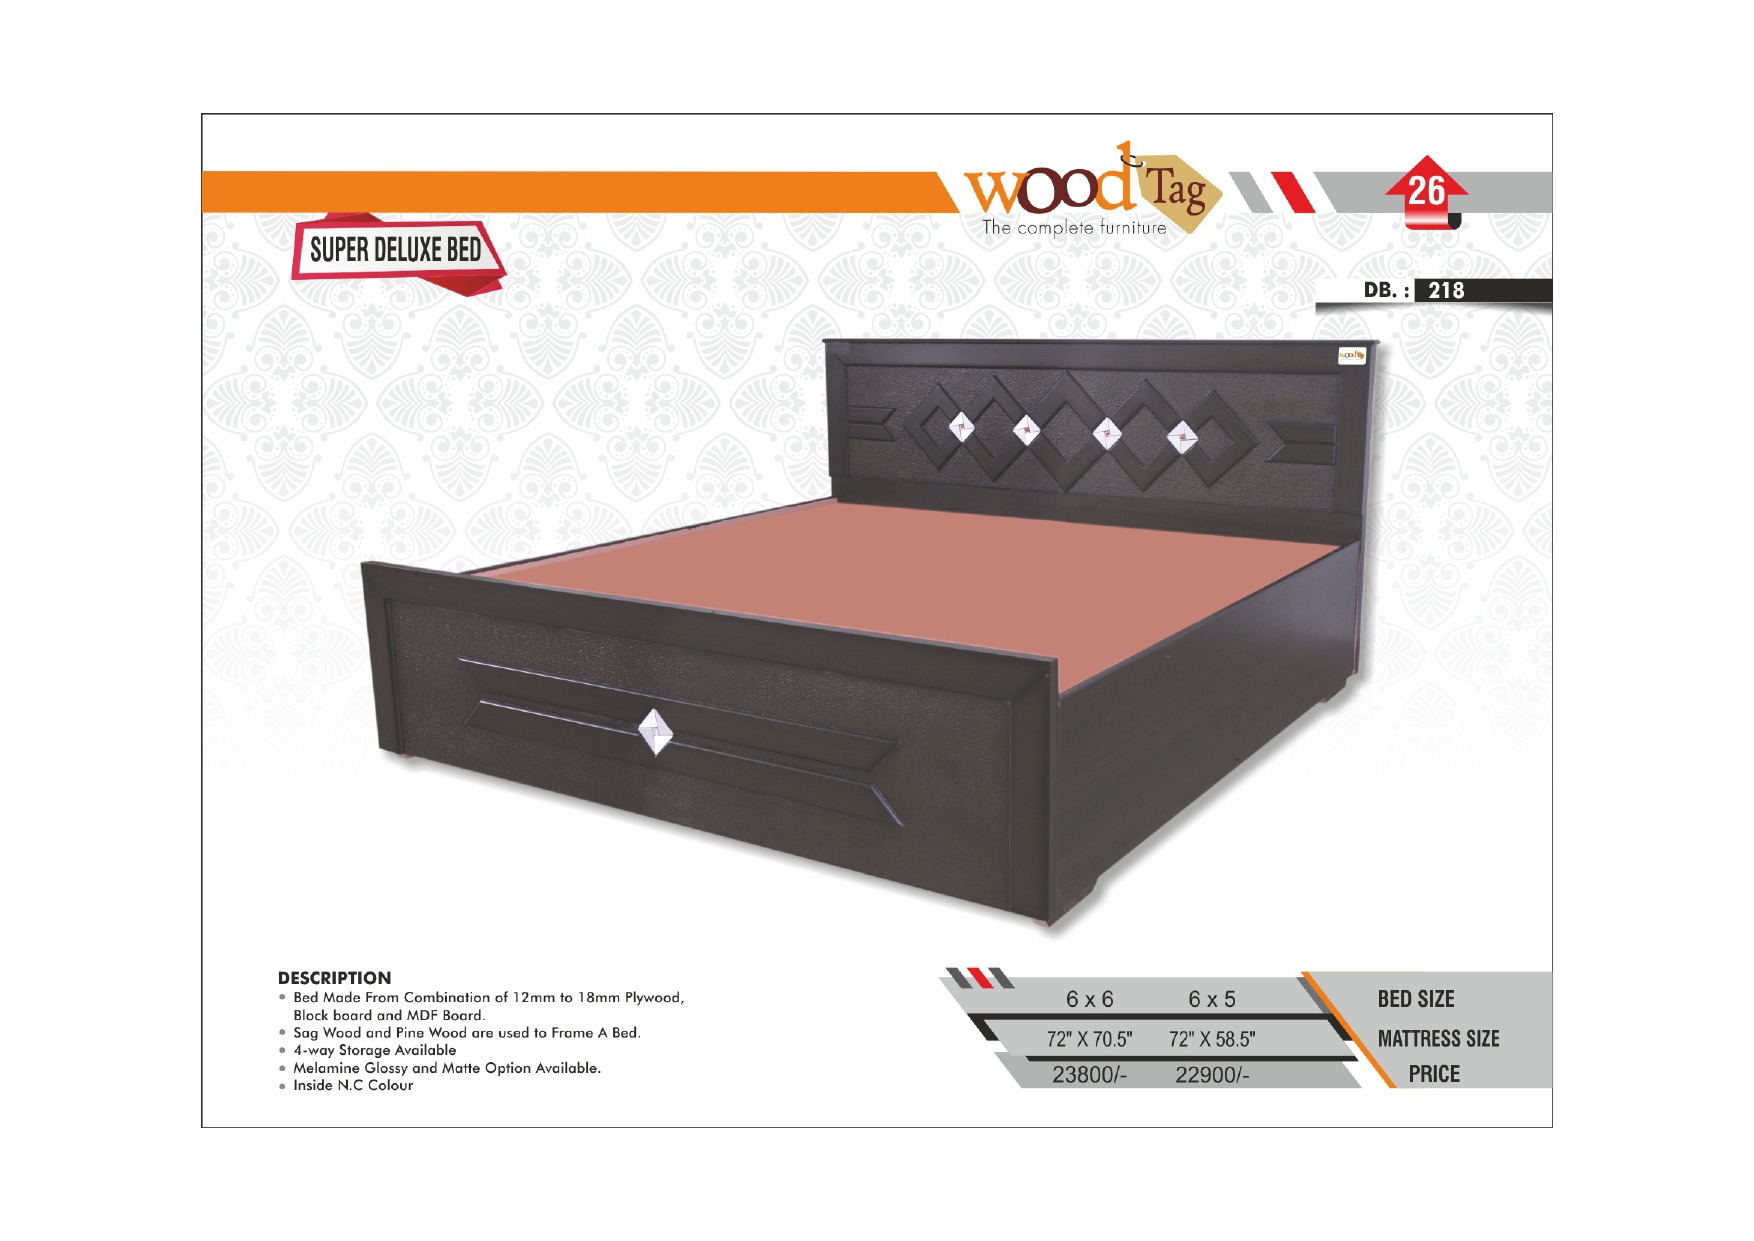 wood Tag
The complete furniture
26
SUPER DELUXE BED
DB. : 218
wood
DESCRIPTION
• Bed Made From Combination of 12mm to 18mm Plywood,
Block board and MDF Board.
• Sag Wood and Pine Wood are used to Frame A Bed.
• 4-way Storage Available
• Melamine Glossy and Matte Option Available.
• Inside N.C Colour
6 x 6 6 x 5 BED SIZE
72" X 70.5" 72" X 58.5" MATTRESS SIZE
23800/- 22900/- PRICE